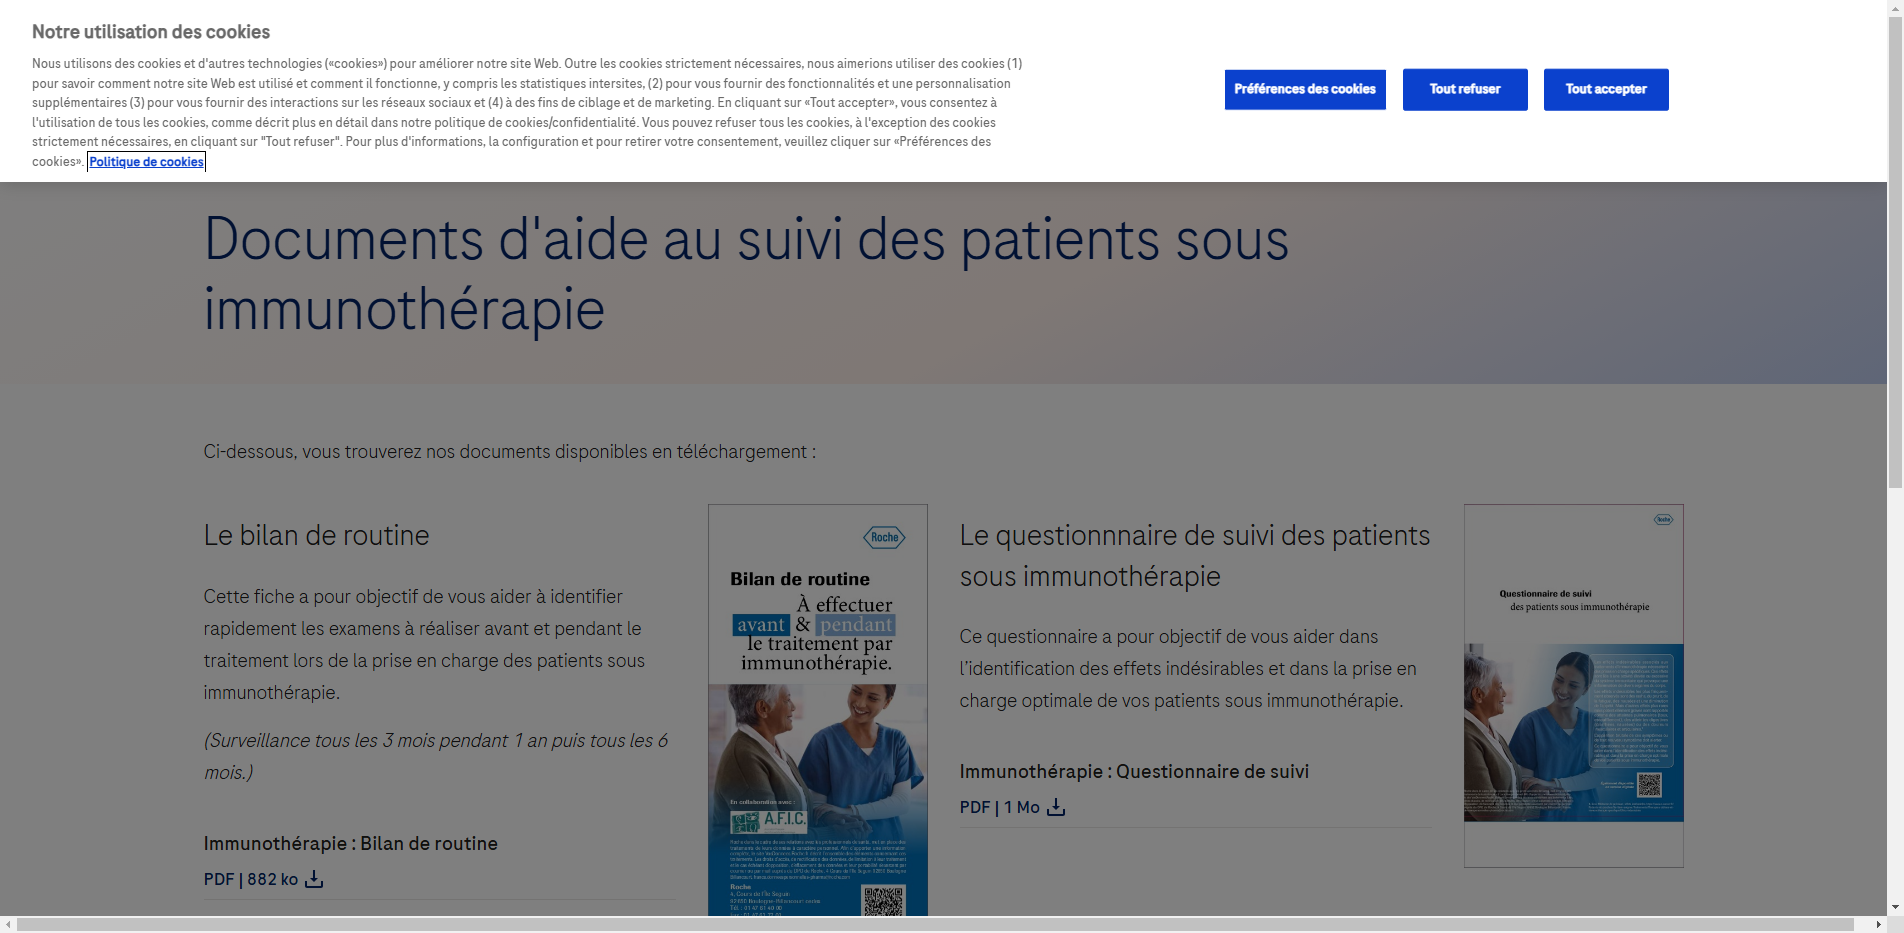 Notre utilisation des cookies
Nous utilisons des cookies et d'autres technologies («cookies») pour améliorer notre site Web. Outre les cookies strictement nécessaires, nous aimerions utiliser des cookies (1)
pour savoir comment notre site Web est utilisé et comment il fonctionne, y compris les statistiques intersites, (2) pour vous fournir des fonctionnalités et une personnalisation
supplémentaires (3) pour vous fournir des interactions sur les réseaux sociaux et (4) à des fins de ciblage et de marketing. En cliquant sur «Tout accepter», vous consentez à
l'utilisation de tous les cookies, comme décrit plus en détail dans notre politique de cookies/confidentialité. Vous pouvez refuser tous les cookies, à l'exception des cookies
strictement nécessaires, en cliquant sur "Tout refuser". Pour plus d'informations, la configuration et pour retirer votre consentement, veuillez cliquer sur «Préférences des
cookies». Politique de cookies
Préférences des cookies
Tout refuser
Tout accepter
Documents d'aide au suivi des patients sous
immunothérapie
Ci-dessous, vous trouverez nos documents disponibles en téléchargement :
Le bilan de routine
Cette fiche a pour objectif de vous aider à identifier
rapidement les examens à réaliser avant et pendant le
traitement lors de la prise en charge des patients sous
immunothérapie.
(Surveillance tous les 3 mois pendant 1 an puis tous les 6
mois.)
Immunothérapie : Bilan de routine
PDF | 882 ko
Roche
Bilan de routine
À effectuer
avant & pendant
le traitement par
immunothérapie.
En collaboration avec :
A.F.I.C.
Roche
4, Cours de l'Île Seguin
Le questionnnaire de suivi des patients
sous immunothérapie
Ce questionnaire a pour objectif de vous aider dans
l'identification des effets indésirables et dans la prise en
charge optimale de vos patients sous immunothérapie.
Immunothérapie : Questionnaire de suivi
PDF | 1 Mo
Roche
Questionnaire de suivi
des patients sous immunothérapie